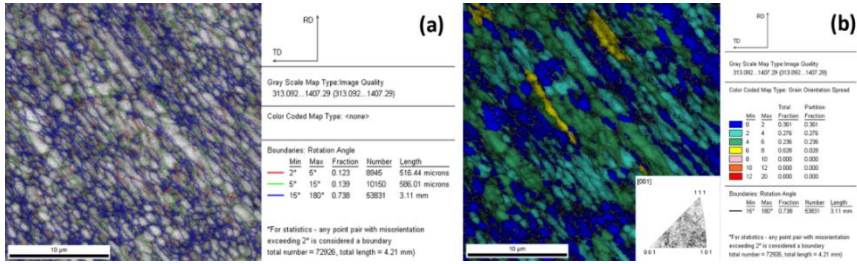 RD
TD
(a)
Gray Scale Map Type:Image Quality
313.092...1407.29 (313.092...1407.29)
Color Coded Map Type: <none>
Boundaries: Rotation Angle
Min Max Fraction Number Length
2° 5° 0.123 8945 516.44 microns
5° 15° 0.139 10150 586.01 microns
15° 180° 0.738 53831 3.11 mm
*For statistics - any point pair with misorientation
exceeding 2° is considered a boundary
total number = 72926, total length = 4.21 mm)
10 µm
RD
TD
(b)
Gray Scale Map Type:Image Quality
313.092...1407.29 (313.092...1407.29)
Color Coded Map Type: Grain Orientation Spread
Total Partition
Min Max Fraction Fraction
0 2 0.361 0.361
2 4 0.276 0.276
4 6 0.236 0.236
6 8 0.028 0.028
8 10 0.000 0.000
10 12 0.000 0.000
12 20 0.000 0.000
Boundaries: Rotation Angle
Min Max Fraction Number Length
15° 180° 0.738 53831 3.11 mm
*For statistics - any point pair with misorientation
exceeding 2° is considered a boundary
total number = 72926, total length = 4.21 mm)
[001]
111
001 101
10 µm